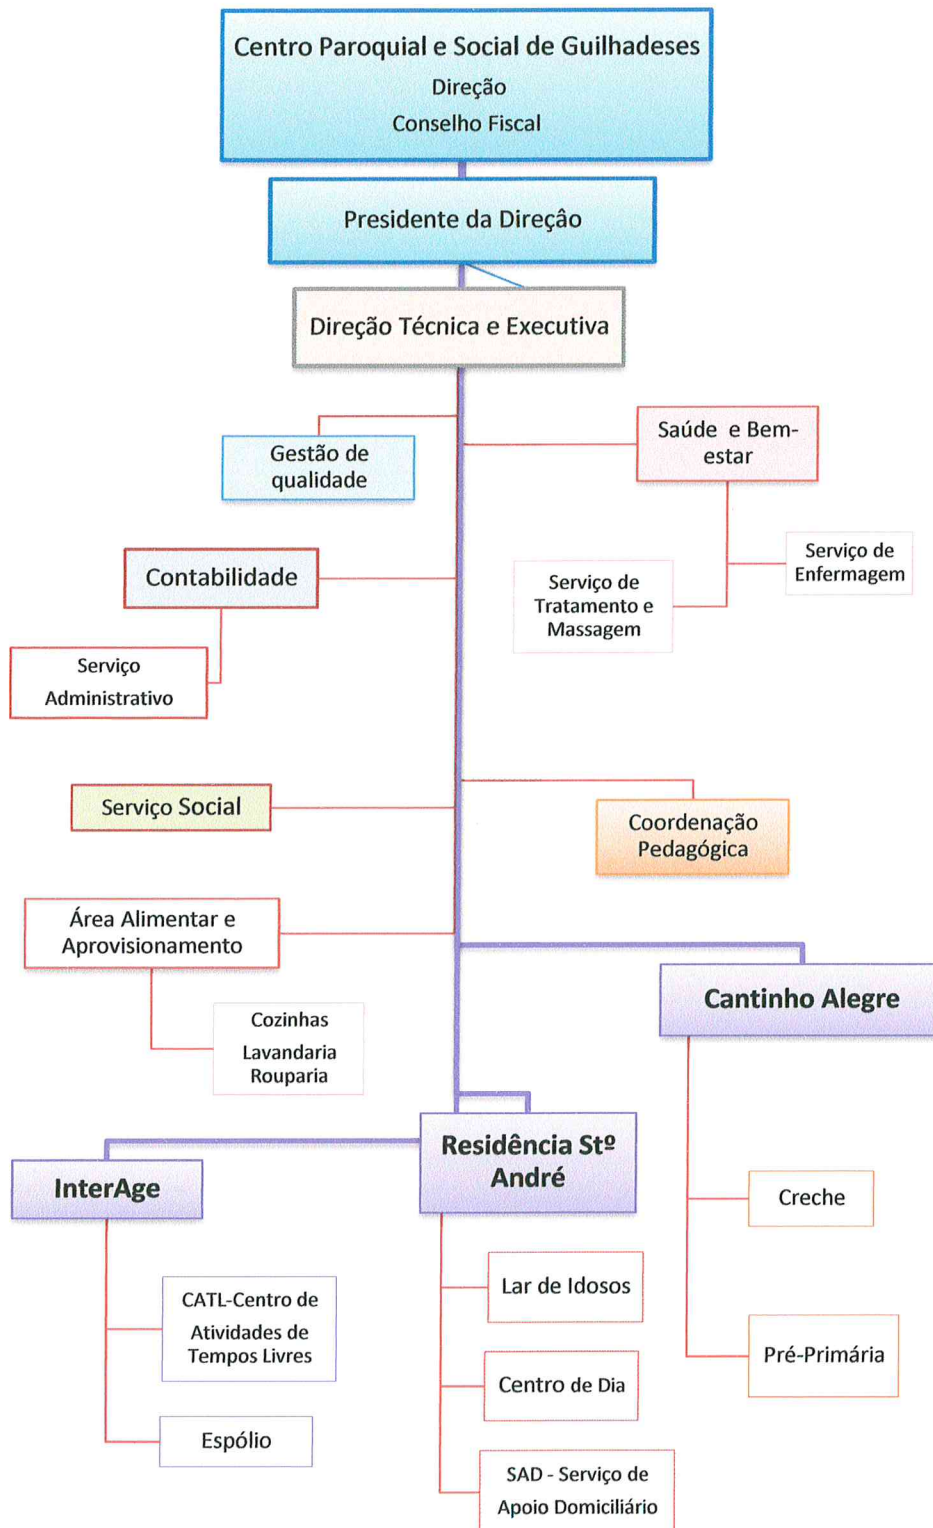 Centro Paroquial e Social de Guilhadeses
Direção
Conselho Fiscal
Presidente da Direçâo
Direção Técnica e Executiva
Gestão de
qualidade
Saúde e Bem-
estar
Serviço de
Enfermagem
Serviço de
Tratamento e
Massagem
Contabilidade
Serviço
Administrativo
Serviço Social
Coordenação
Pedagógica
Área Alimentar e
Aprovisionamento
Cozinhas
Lavandaria
Rouparia
Cantinho Alegre
Creche
Pré-Primária
Residência Stº
André
Lar de Idosos
Centro de Dia
SAD - Serviço de
Apoio Domiciliário
InterAge
CATL-Centro de
Atividades de
Tempos Livres
Espólio